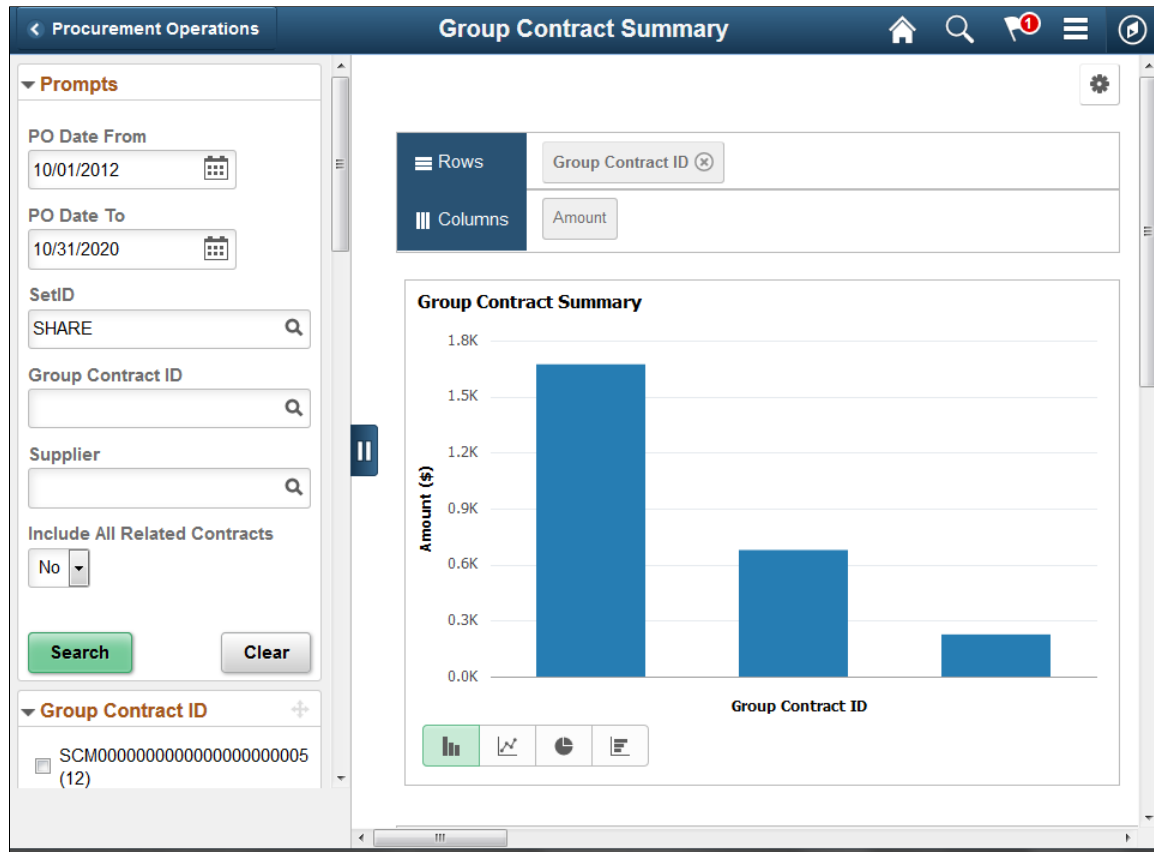 Procurement Operations
Group Contract Summary
1
Prompts
PO Date From
10/01/2012
PO Date To
10/31/2020
SetID
SHARE
Group Contract ID
Supplier
Include All Related Contracts
No
Search
Clear
Group Contract ID
SCM0000000000000000000005
(12)
Rows
Group Contract ID
Columns
Amount
Group Contract Summary
1.8K
1.5K
1.2K
0.9K
0.6K
0.3K
0.0K
Amount ($)
Group Contract ID